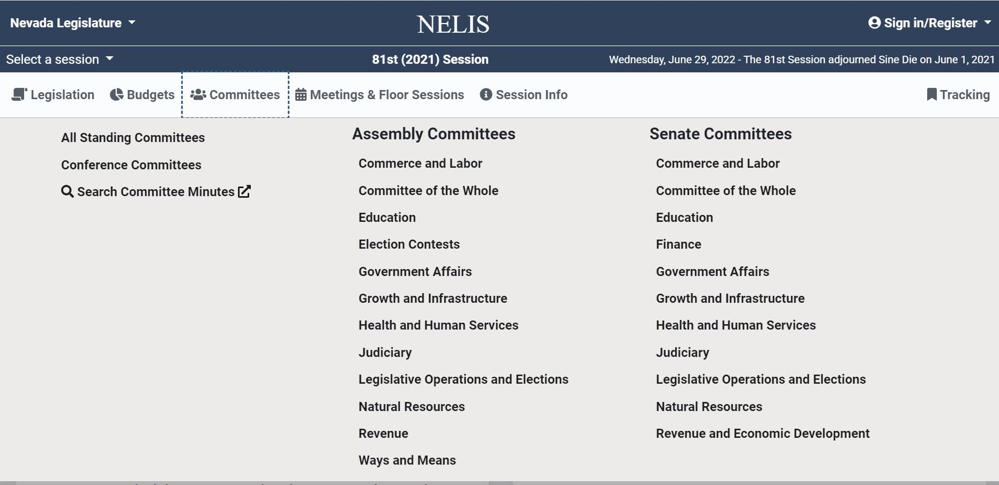 Nevada Legislature
NELIS
Sign in/Register
Select a session
81st (2021) Session
Wednesday, June 29, 2022 - The 81st Session adjourned Sine Die on June 1, 2021
Legislation
Budgets
Committees
Meetings & Floor Sessions
Session Info
Tracking
All Standing Committees
Conference Committees
Search Committee Minutes
Assembly Committees
Commerce and Labor
Committee of the Whole
Education
Election Contests
Government Affairs
Growth and Infrastructure
Health and Human Services
Judiciary
Legislative Operations and Elections
Natural Resources
Revenue
Ways and Means
Senate Committees
Commerce and Labor
Committee of the Whole
Education
Finance
Government Affairs
Growth and Infrastructure
Health and Human Services
Judiciary
Legislative Operations and Elections
Natural Resources
Revenue and Economic Development